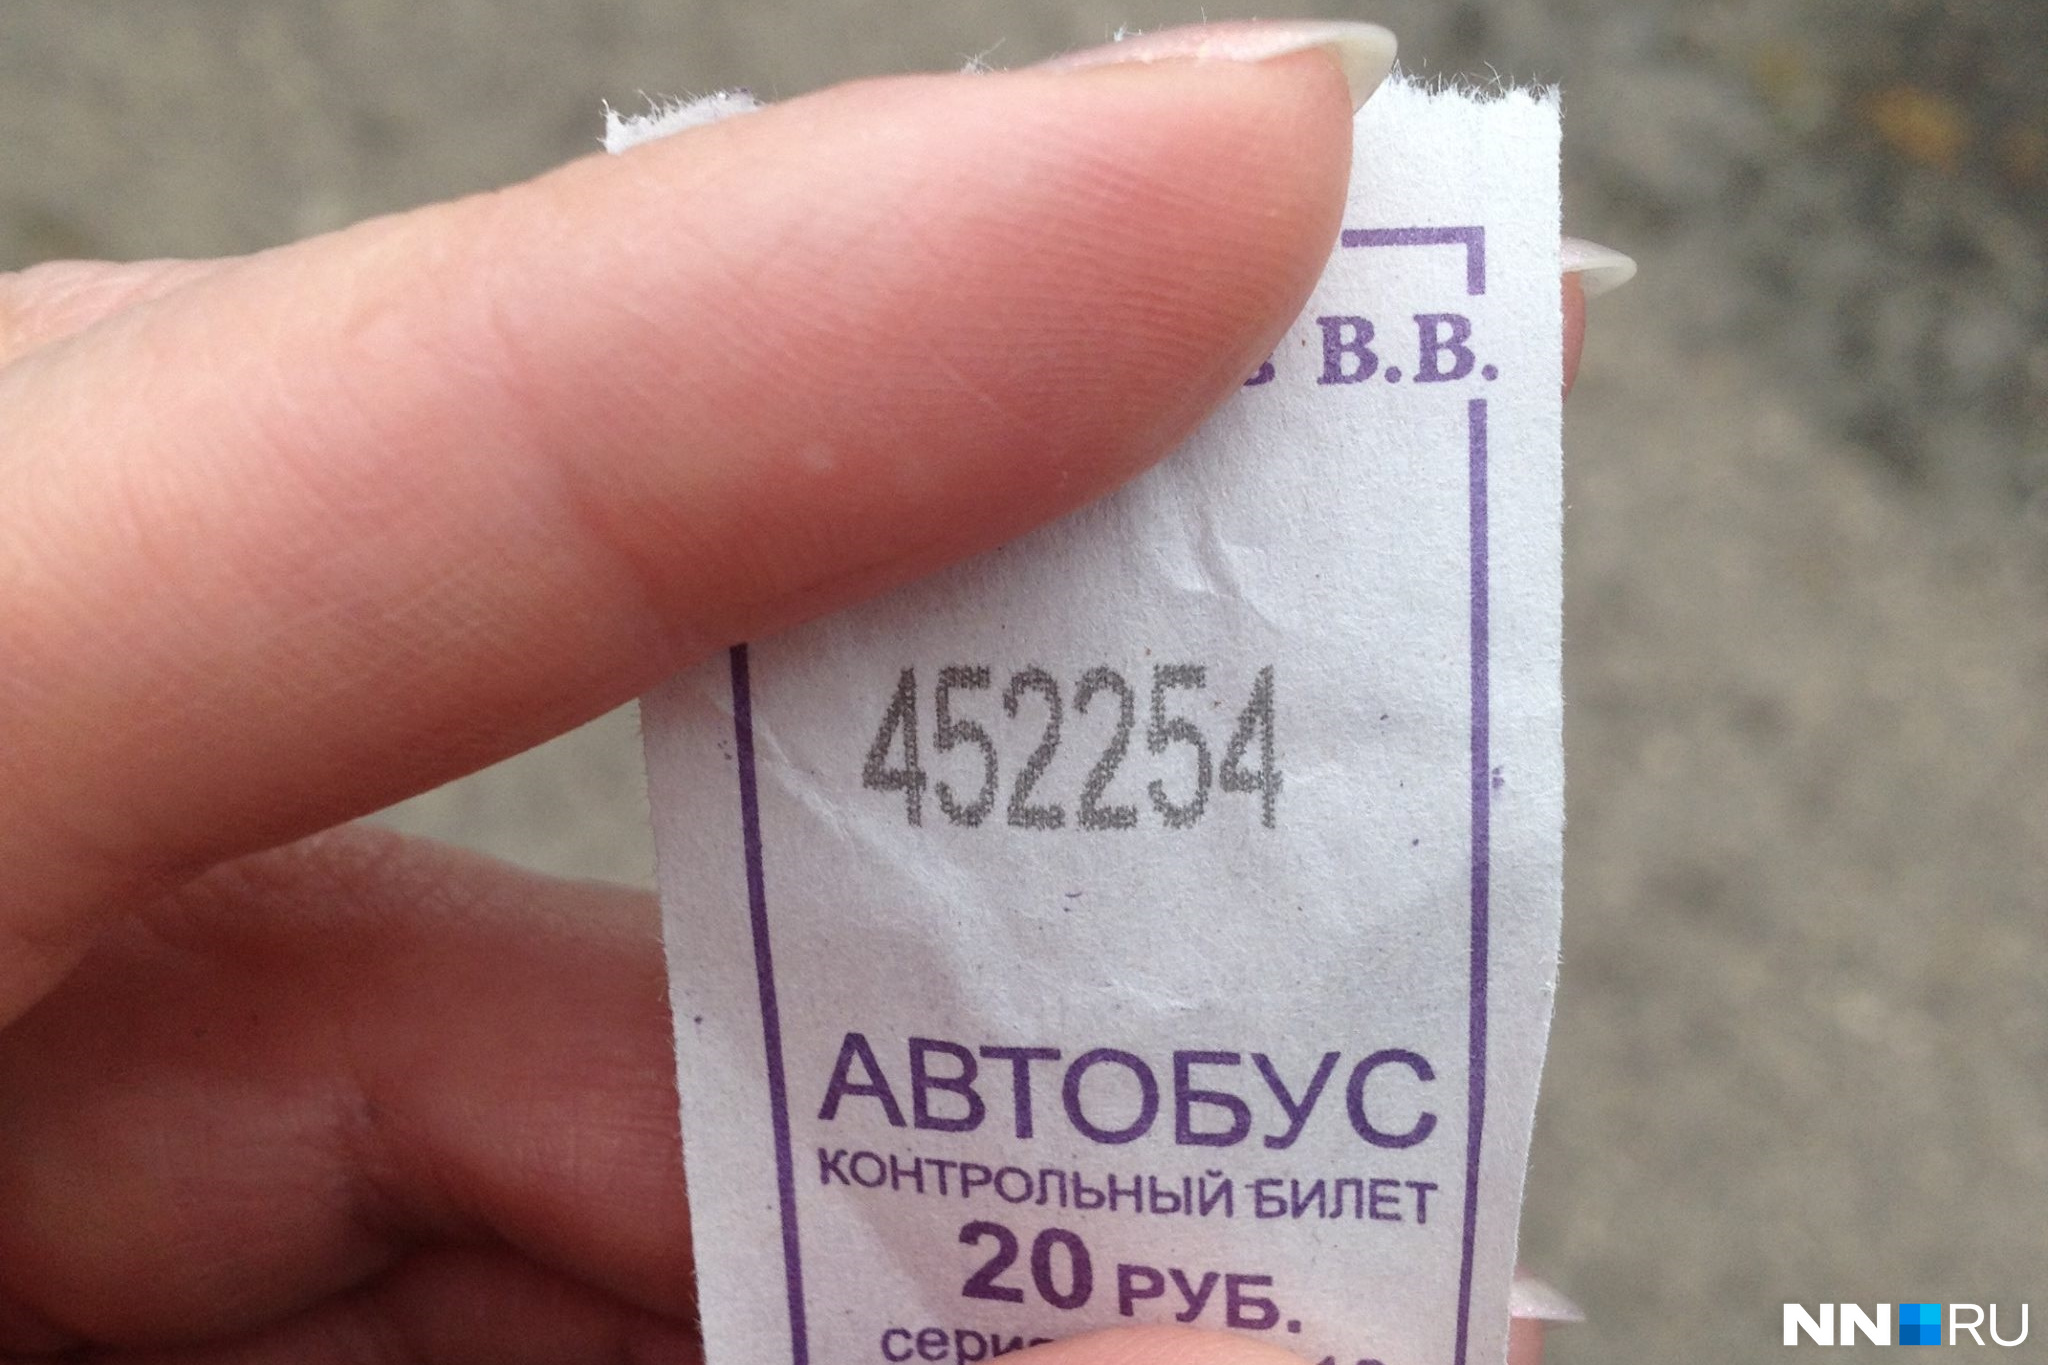 В.В.
452254
АВТОБУС
КОНТРОЛЬНЫЙ БИЛЕТ
20 РУБ.
NN RU